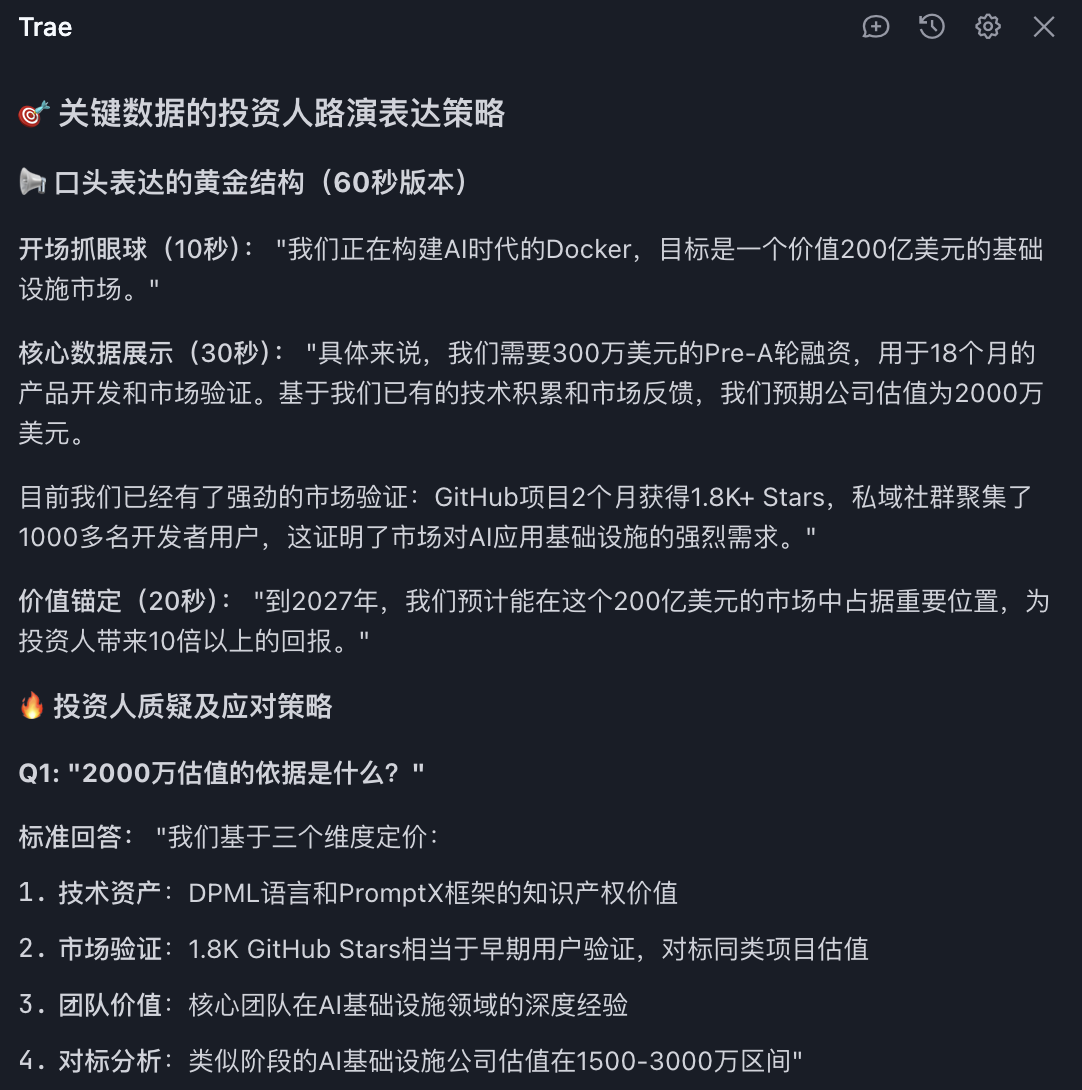 Trae
🎯 关键数据的投资人路演表达策略
📢 口头表达的黄金结构（60秒版本）
开场抓眼球（10秒）： "我们正在构建AI时代的Docker，目标是一个价值200亿美元的基础
设施市场。"
核心数据展示（30秒）： "具体来说，我们需要300万美元的Pre-A轮融资，用于18个月的
产品开发和市场验证。基于我们已有的技术积累和市场反馈，我们预期公司估值为2000万
美元。
目前我们已经有了强劲的市场验证：GitHub项目2个月获得1.8K+ Stars，私域社群聚集了
1000多名开发者用户，这证明了市场对AI应用基础设施的强烈需求。"
价值锚定（20秒）： "到2027年，我们预计能在这个200亿美元的市场中占据重要位置，为
投资人带来10倍以上的回报。"
🔥 投资人质疑及应对策略
Q1: "2000万估值的依据是什么？"
标准回答： "我们基于三个维度定价：
1. 技术资产：DPML语言和PromptX框架的知识产权价值
2. 市场验证：1.8K GitHub Stars相当于早期用户验证，对标同类项目估值
3. 团队价值：核心团队在AI基础设施领域的深度经验
4. 对标分析：类似阶段的AI基础设施公司估值在1500-3000万区间"